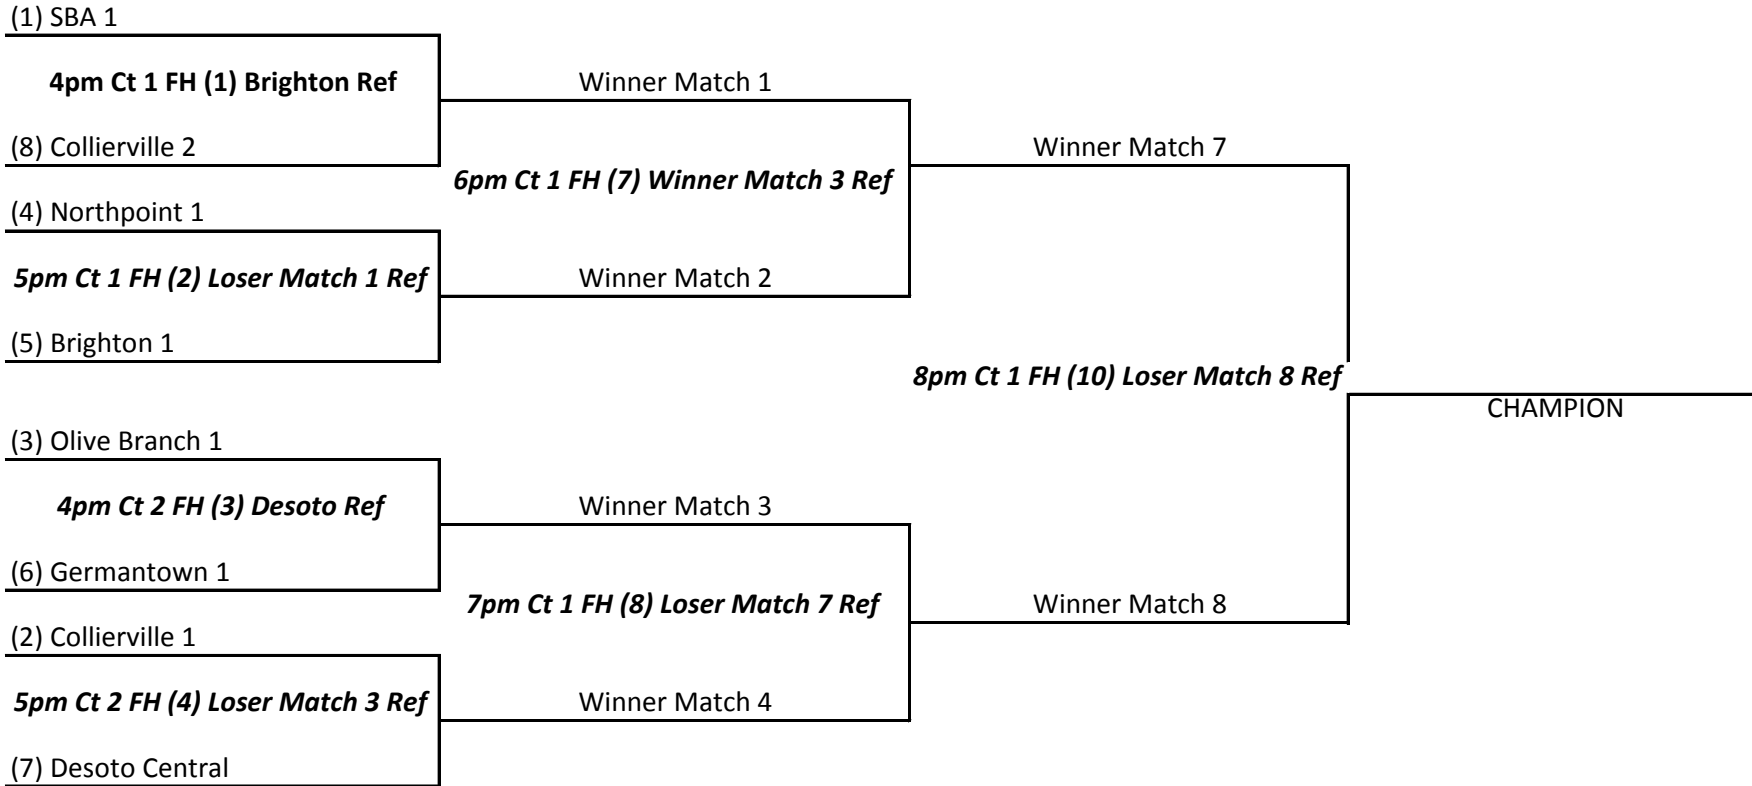 (1) SBA 1
4pm Ct 1 FH (1) Brighton Ref
Winner Match 1
(8) Collierville 2
Winner Match 7
6pm Ct 1 FH (7) Winner Match 3 Ref
(4) Northpoint 1
5pm Ct 1 FH (2) Loser Match 1 Ref
Winner Match 2
(5) Brighton 1
8pm Ct 1 FH (10) Loser Match 8 Ref
CHAMPION
(3) Olive Branch 1
4pm Ct 2 FH (3) Desoto Ref
Winner Match 3
(6) Germantown 1
7pm Ct 1 FH (8) Loser Match 7 Ref
Winner Match 8
(2) Collierville 1
5pm Ct 2 FH (4) Loser Match 3 Ref
Winner Match 4
(7) Desoto Central